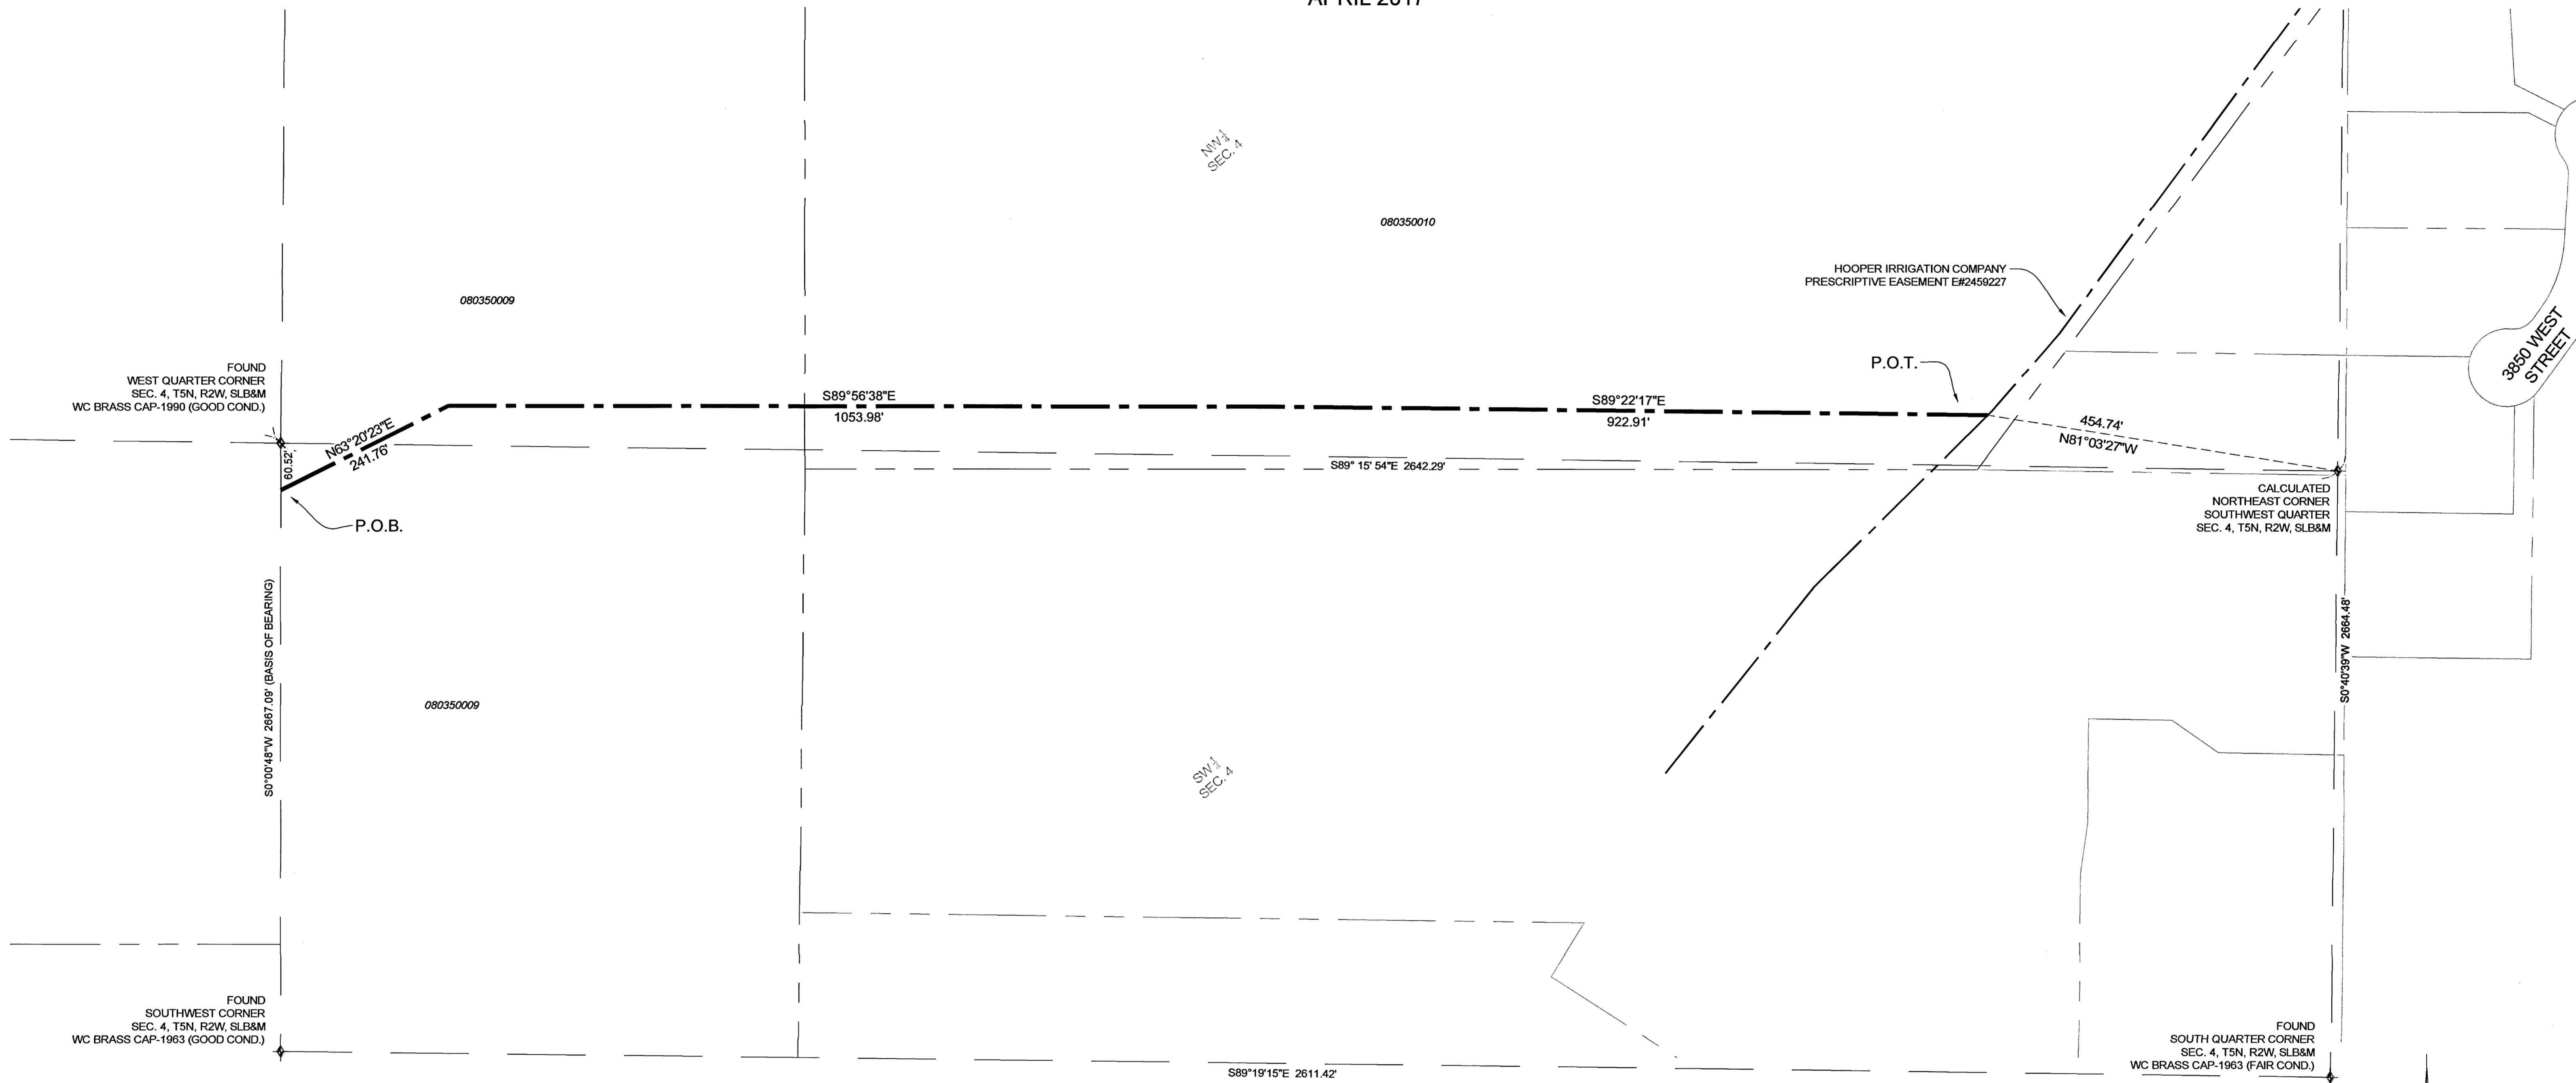 APRIL 2017
NW 1/4
SEC. 4
080350010
HOOPER IRRIGATION COMPANY
PRESCRIPTIVE EASEMENT E#2459227
080350009
3850 WEST
STREET
FOUND
WEST QUARTER CORNER
SEC. 4, T5N, R2W, SLB&M
WC BRASS CAP-1990 (GOOD COND.)
P.O.T.
S89°56'38"E
1053.98'
S89°22'17"E
922.91'
N63°20'23"E
241.76'
60.52'
454.74'
N81°03'27"W
S89° 15' 54"E 2642.29'
P.O.B.
CALCULATED
NORTHEAST CORNER
SOUTHWEST QUARTER
SEC. 4, T5N, R2W, SLB&M
S0°00'48"W 2667.09' (BASIS OF BEARING)
S0°40'39"W 2664.48'
080350009
SW 1/4
SEC. 4
FOUND
SOUTHWEST CORNER
SEC. 4, T5N, R2W, SLB&M
WC BRASS CAP-1963 (GOOD COND.)
FOUND
SOUTH QUARTER CORNER
SEC. 4, T5N, R2W, SLB&M
WC BRASS CAP-1963 (FAIR COND.)
S89°19'15"E 2611.42'